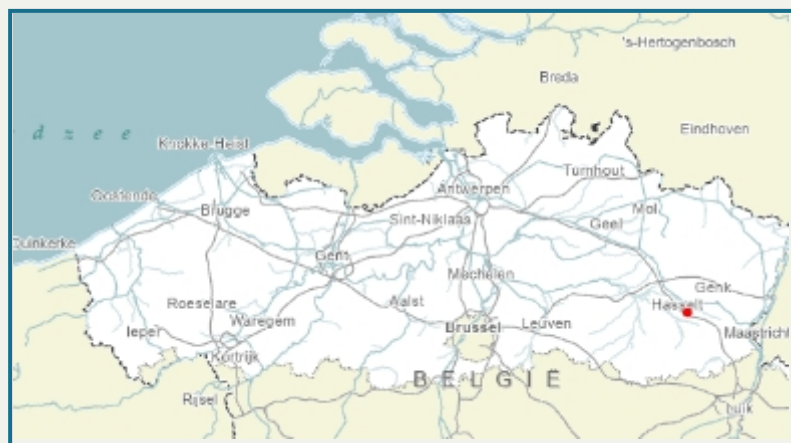 's-Hertogenbosch
Breda
d z e e
Eindhoven
Knokke-Heist
Turnhout
Antwerpen
Oostende
Mol
Brugge
Sint-Niklaas
Geel
Duinkerke
Gent
Mechelen
Genk
Roeselare
Aalst
Hasselt
Waregem
Brussel
Leuven
Ieper
Maastricht
Kortrijk
BELGIË
Rijsel
Luik